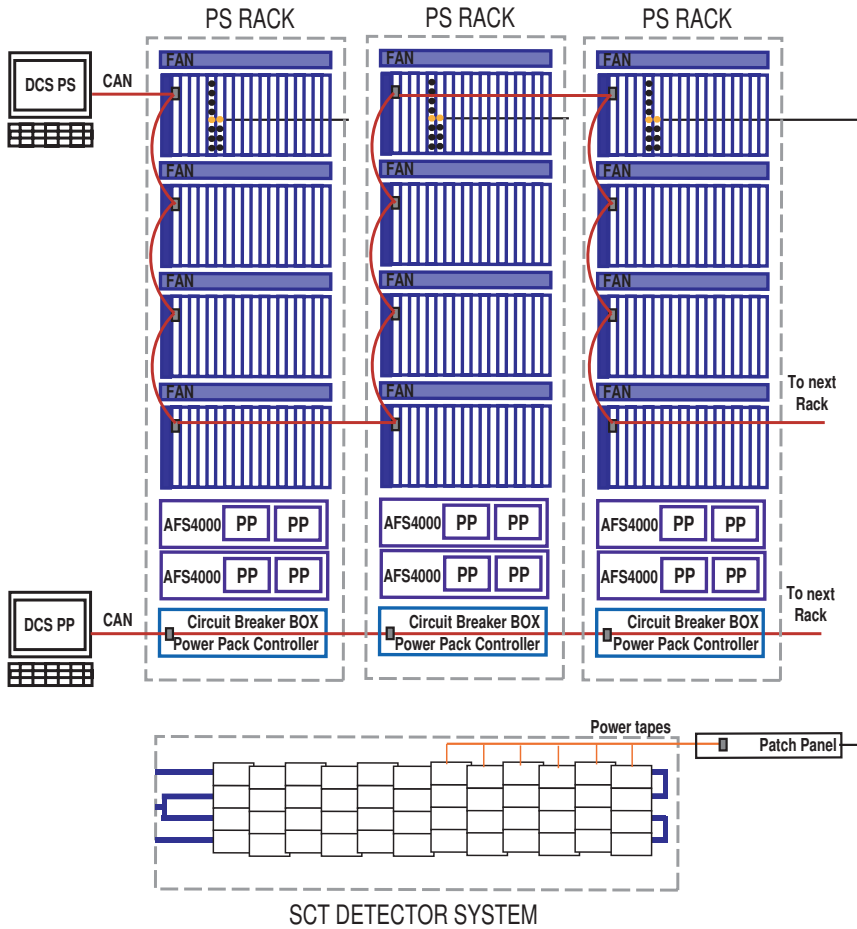 PS RACK PS RACK PS RACK
DCS PS CAN FAN FAN FAN
FAN FAN FAN
FAN FAN FAN
FAN FAN FAN
To next
Rack
AFS4000 PP PP AFS4000 PP PP AFS4000 PP PP
AFS4000 PP PP AFS4000 PP PP AFS4000 PP PP
To next
Rack
DCS PP CAN Circuit Breaker BOX Circuit Breaker BOX Circuit Breaker BOX
Power Pack Controller Power Pack Controller Power Pack Controller
Power tapes
Patch Panel
SCT DETECTOR SYSTEM